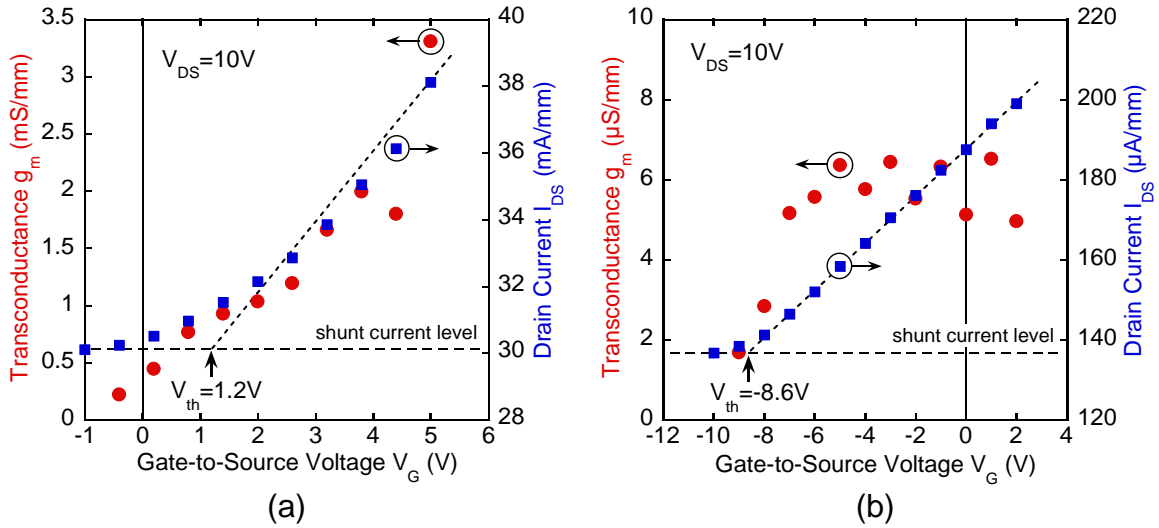 Transconductance g_m (mS/mm)
3.5
3
2.5
2
1.5
1
0.5
0
V_DS=10V
shunt current level
V_th=1.2V
40
38
36
34
32
30
28
Drain Current I_DS (mA/mm)
-1 0 1 2 3 4 5 6
Gate-to-Source Voltage V_G (V)
(a)
Transconductance g_m (µS/mm)
10
8
6
4
2
0
V_DS=10V
shunt current level
V_th=-8.6V
220
200
180
160
140
120
Drain Current I_DS (µA/mm)
-12 -10 -8 -6 -4 -2 0 2 4
Gate-to-Source Voltage V_G (V)
(b)